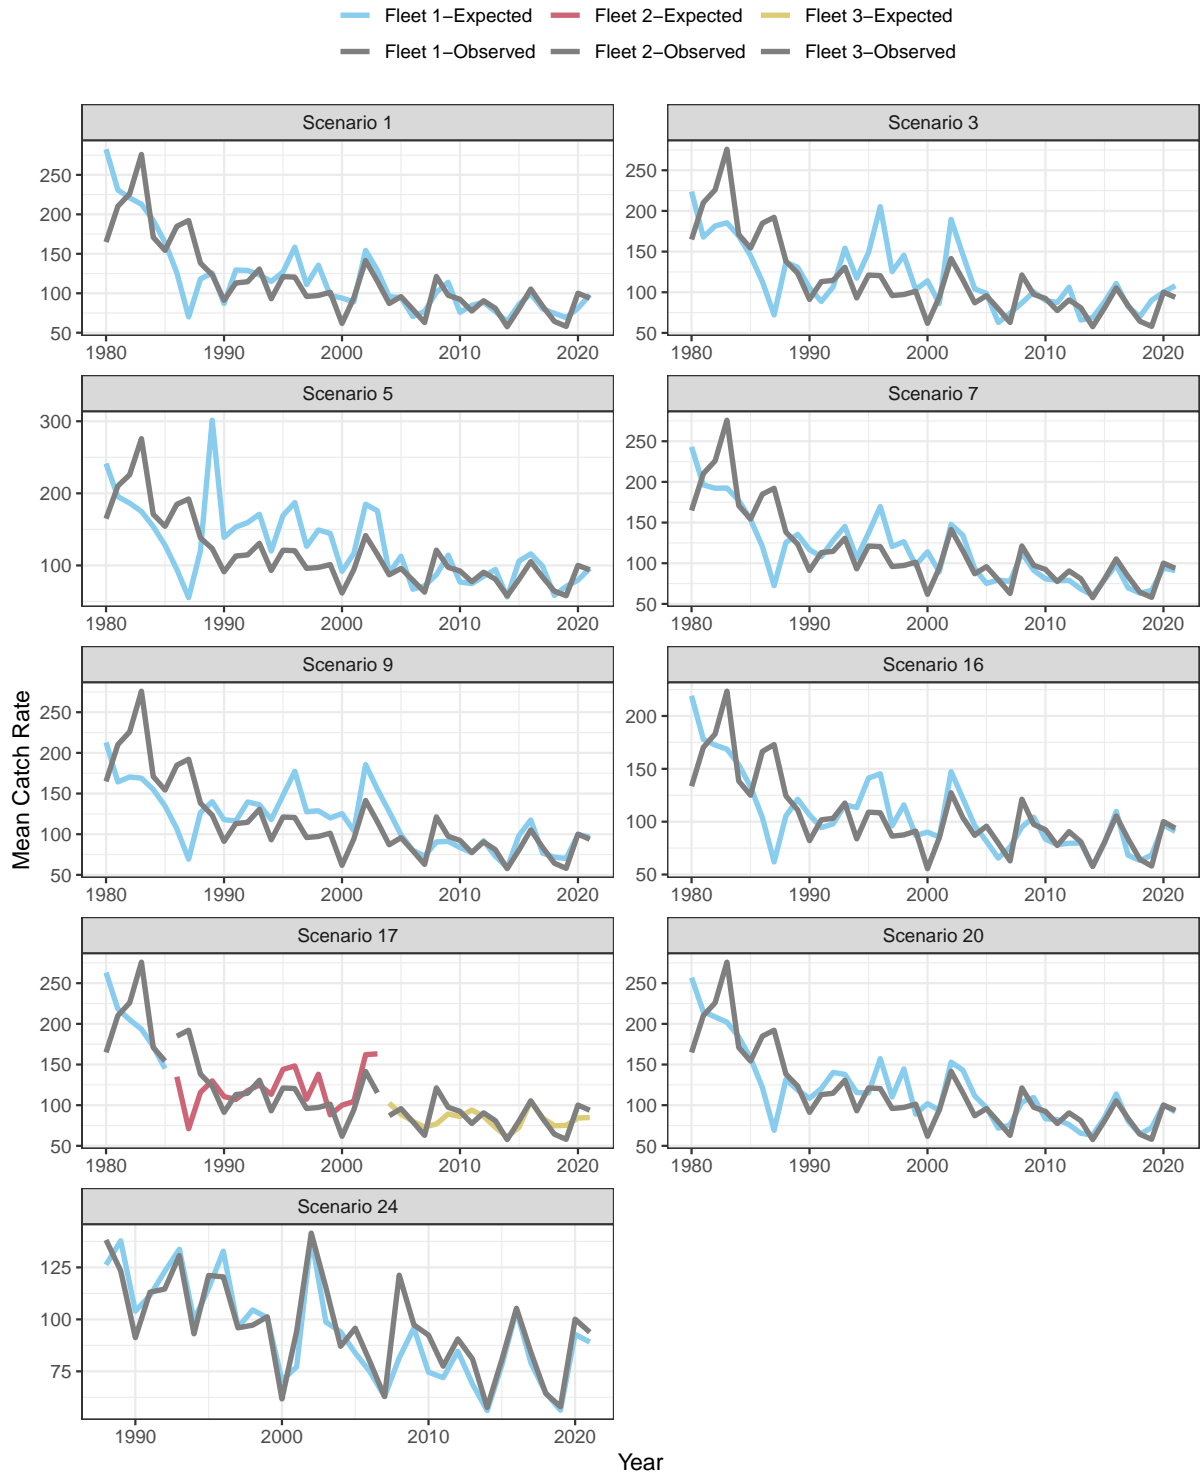 Fleet 1−Expected Fleet 2−Expected Fleet 3−Expected
Fleet 1−Observed Fleet 2−Observed Fleet 3−Observed
Scenario 1
250
200
150
100
50
1980 1990 2000 2010 2020
Scenario 3
250
200
150
100
50
1980 1990 2000 2010 2020
Scenario 5
300
200
100
1980 1990 2000 2010 2020
Scenario 7
250
200
150
100
50
1980 1990 2000 2010 2020
Scenario 9
250
200
150
100
50
1980 1990 2000 2010 2020
Scenario 16
200
150
100
50
1980 1990 2000 2010 2020
Scenario 17
250
200
150
100
50
1980 1990 2000 2010 2020
Scenario 20
250
200
150
100
50
1980 1990 2000 2010 2020
Scenario 24
125
100
75
1990 2000 2010 2020
Mean Catch Rate
Year